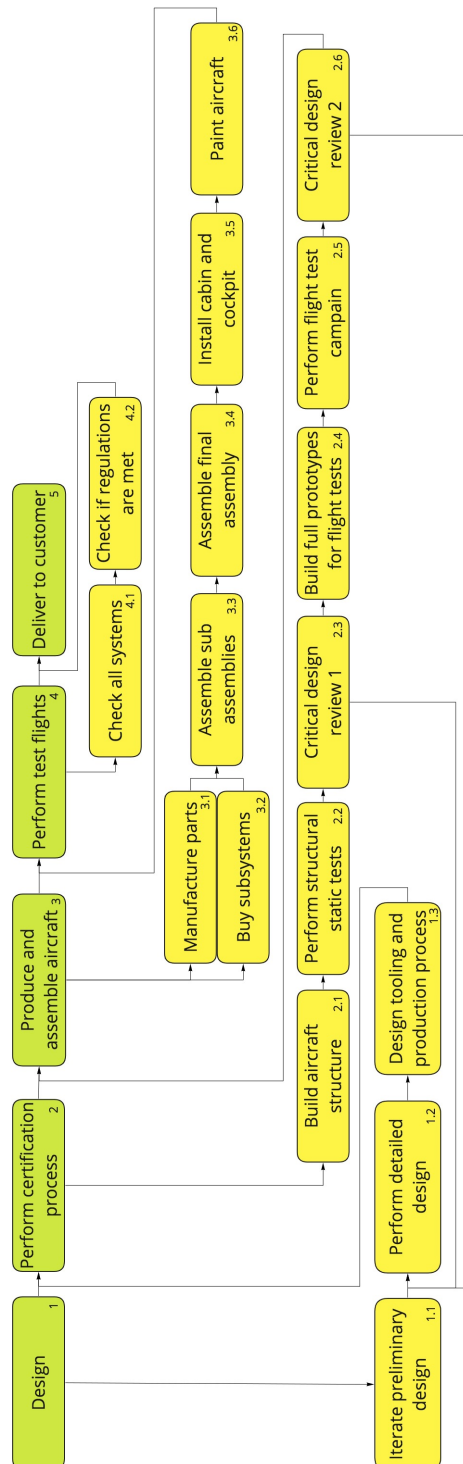 Design
1
Perform certification
process
2
Produce and
assemble aircraft
3
Perform test flights
4
Deliver to customer
5
Check all systems
4.1
Check if regulations
are met
4.2
Manufacture parts
3.1
Buy subsystems
3.2
Assemble sub
assemblies
3.3
Assemble final
assembly
3.4
Install cabin and
cockpit
3.5
Paint aircraft
3.6
Build aircraft
structure
2.1
Perform structural
static tests
2.2
Critical design
review 1
2.3
Build full prototypes
for flight tests
2.4
Perform flight test
campain
2.5
Critical design
review 2
2.6
Iterate preliminary
design
1.1
Perform detailed
design
1.2
Design tooling and
production process
1.3